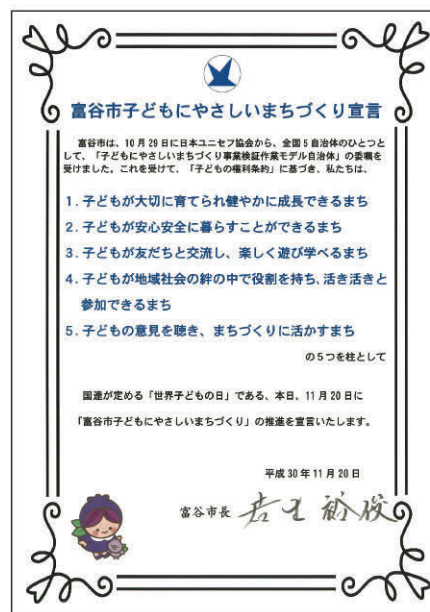 富谷市子どもにやさしいまちづくり宣言
富谷市は、10月29日に日本ユニセフ協会から、全国5自治体のひとつと
して、「子どもにやさしいまちづくり事業検証作業モデル自治体」の委嘱を
受けました。これを受けて、「子どもの権利条約」に基づき、私たちは、
1．子どもが大切に育てられ健やかに成長できるまち
2．子どもが安心安全に暮らすことができるまち
3．子どもが友だちと交流し、楽しく遊び学べるまち
4．子どもが地域社会の絆の中で役割を持ち、活き活きと
参加できるまち
5．子どもの意見を聴き、まちづくりに活かすまち
の5つを柱として
国連が定める「世界子どもの日」である、本日、11月20日に
「富谷市子どもにやさしいまちづくり」の推進を宣言いたします。
平成30年11月20日
富谷市長 若生裕俊